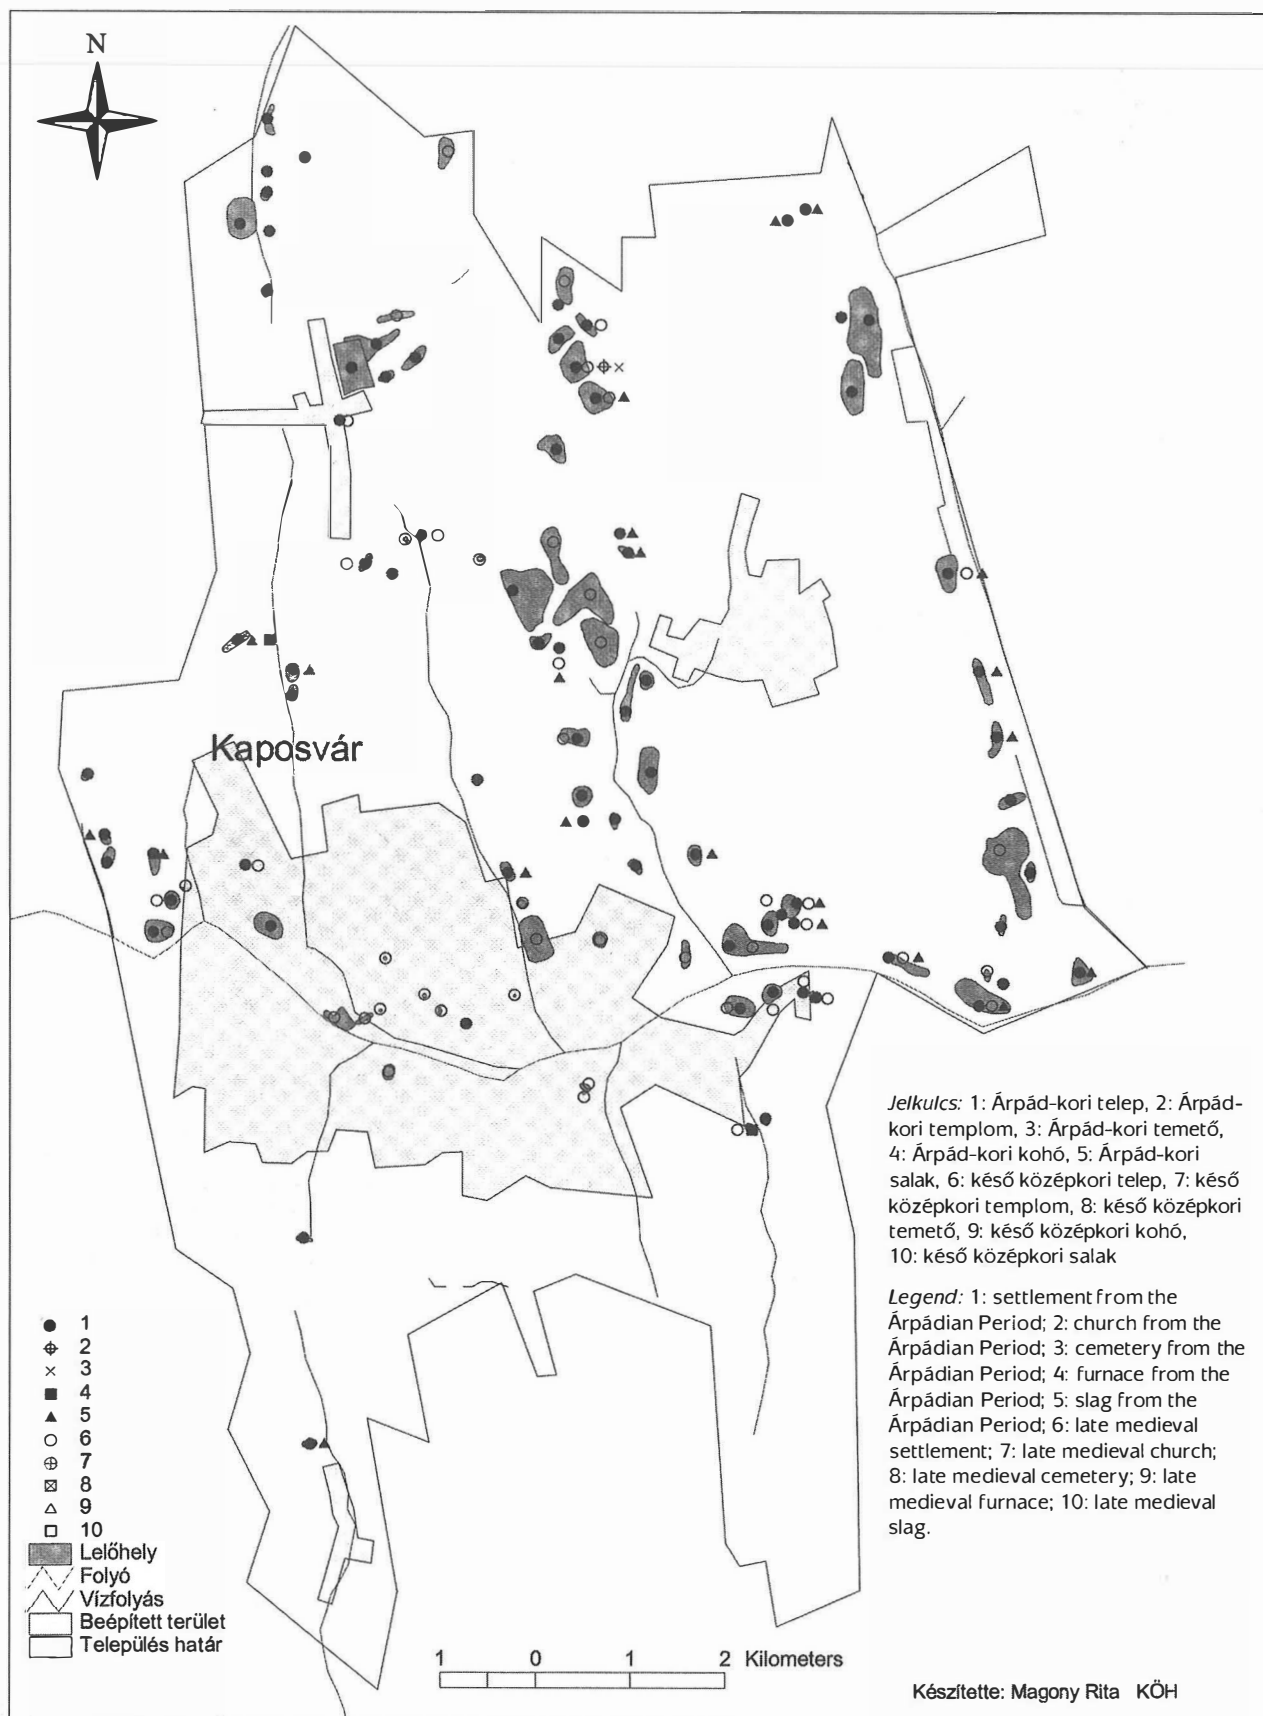 N
Kaposvár
Jelkulcs: 1: Árpád-kori telep, 2: Árpád-
kori templom, 3: Árpád-kori temető,
4: Árpád-kori kohó, 5: Árpád-kori
salak, 6: késő középkori telep, 7: késő
középkori templom, 8: késő középkori
temető, 9: késő középkori kohó,
10: késő középkori salak
Legend: 1: settlement from the
Árpádian Period; 2: church from the
Árpádian Period; 3: cemetery from the
Árpádian Period; 4: furnace from the
Árpádian Period; 5: slag from the
Árpádian Period; 6: late medieval
settlement; 7: late medieval church;
8: late medieval cemetery; 9: late
medieval furnace; 10: late medieval
slag.
1
2
3
4
5
6
7
8
9
10
Lelőhely
Folyó
Vízfolyás
Beépített terület
Település határ
1 0 1 2 Kilometers
Készítette: Magony Rita KÖH